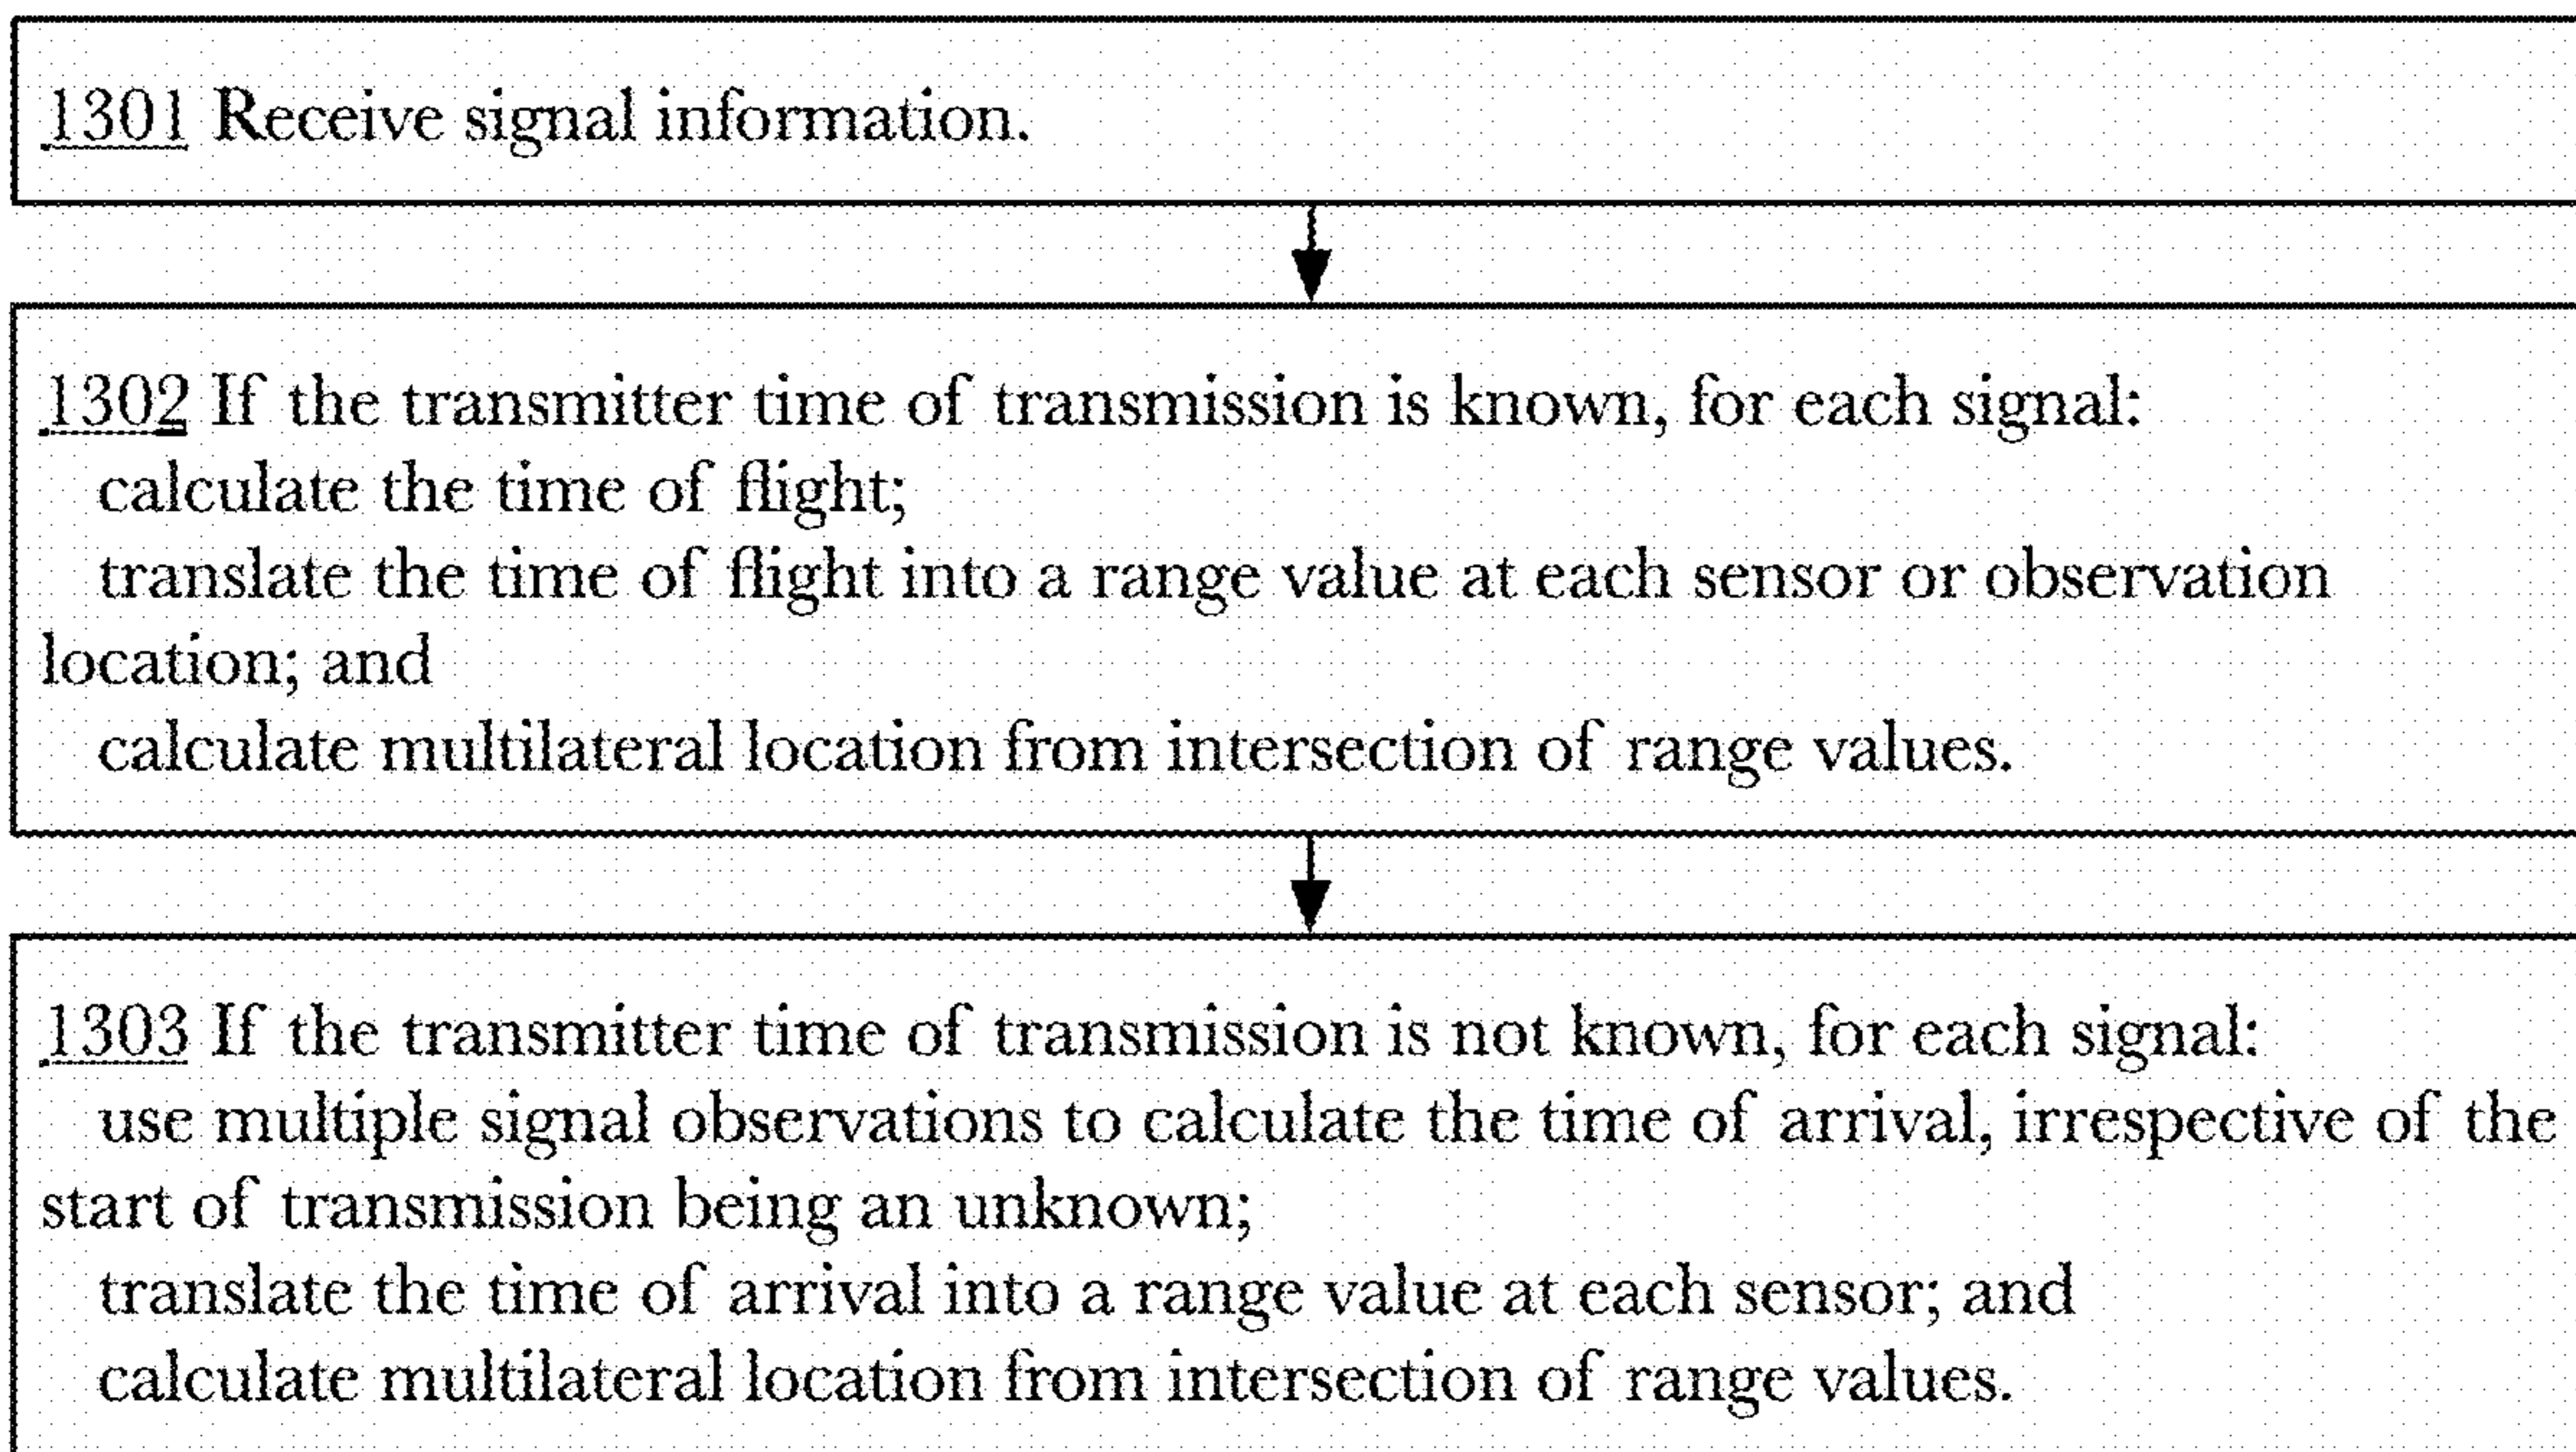 1301 Receive signal information.
1302 If the transmitter time of transmission is known, for each signal:
calculate the time of flight;
translate the time of flight into a range value at each sensor or observation
location; and
calculate multilateral location from intersection of range values.
1303 If the transmitter time of transmission is not known, for each signal:
use multiple signal observations to calculate the time of arrival, irrespective of the
start of transmission being an unknown;
translate the time of arrival into a range value at each sensor; and
calculate multilateral location from intersection of range values.